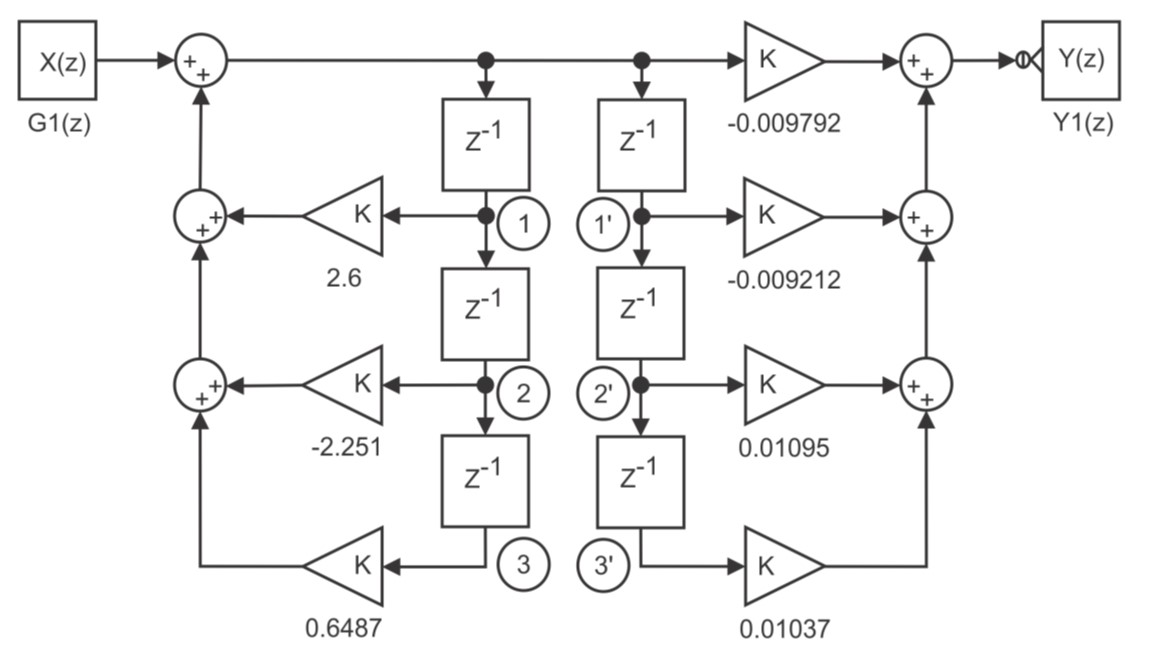 X(z)
G1(z)
+
+
K
-0.009792
+
+
Y(z)
Y1(z)
z-1
z-1
+
+
K
2.6
1
1'
K
-0.009212
+
+
z-1
z-1
+
+
K
-2.251
2
2'
K
0.01095
+
+
z-1
z-1
K
0.6487
3
3'
K
0.01037